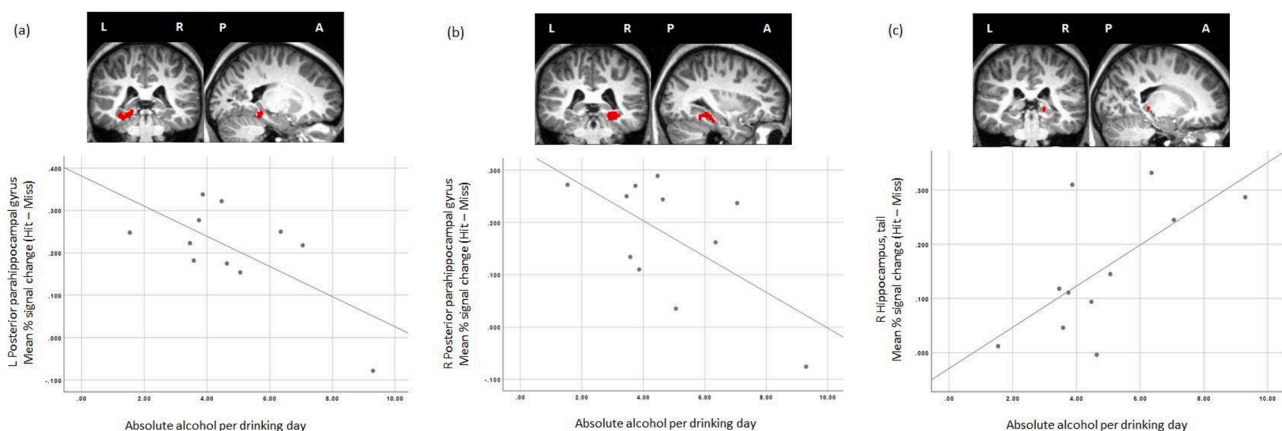 (a)
L R P A
L Posterior parahippocampal gyrus
Mean % signal change (Hit – Miss)
.400
.300
.200
.100
.000
-.100
.00 2.00 4.00 6.00 8.00 10.00
Absolute alcohol per drinking day
(b)
L R P A
R Posterior parahippocampal gyrus
Mean % signal change (Hit – Miss)
.300
.200
.100
.000
-.100
.00 2.00 4.00 6.00 8.00 10.00
Absolute alcohol per drinking day
(c)
L R P A
R Hippocampus, tail
Mean % signal change (Hit – Miss)
.300
.200
.100
.000
.00 2.00 4.00 6.00 8.00 10.00
Absolute alcohol per drinking day